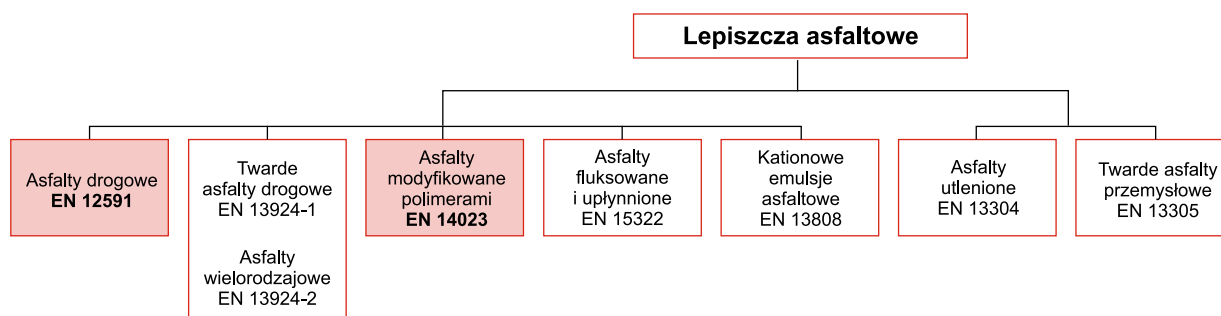 Lepiszcza asfaltowe
Asfalty drogowe
EN 12591
Twarde
asfalty drogowe
EN 13924-1
Asfalty
wielorodzajowe
EN 13924-2
Asfalty
modyfikowane
polimerami
EN 14023
Asfalty
fluksowane
i upłynnione
EN 15322
Kationowe
emulsje
asfaltowe
EN 13808
Asfalty
utlenione
EN 13304
Twarde asfalty
przemysłowe
EN 13305